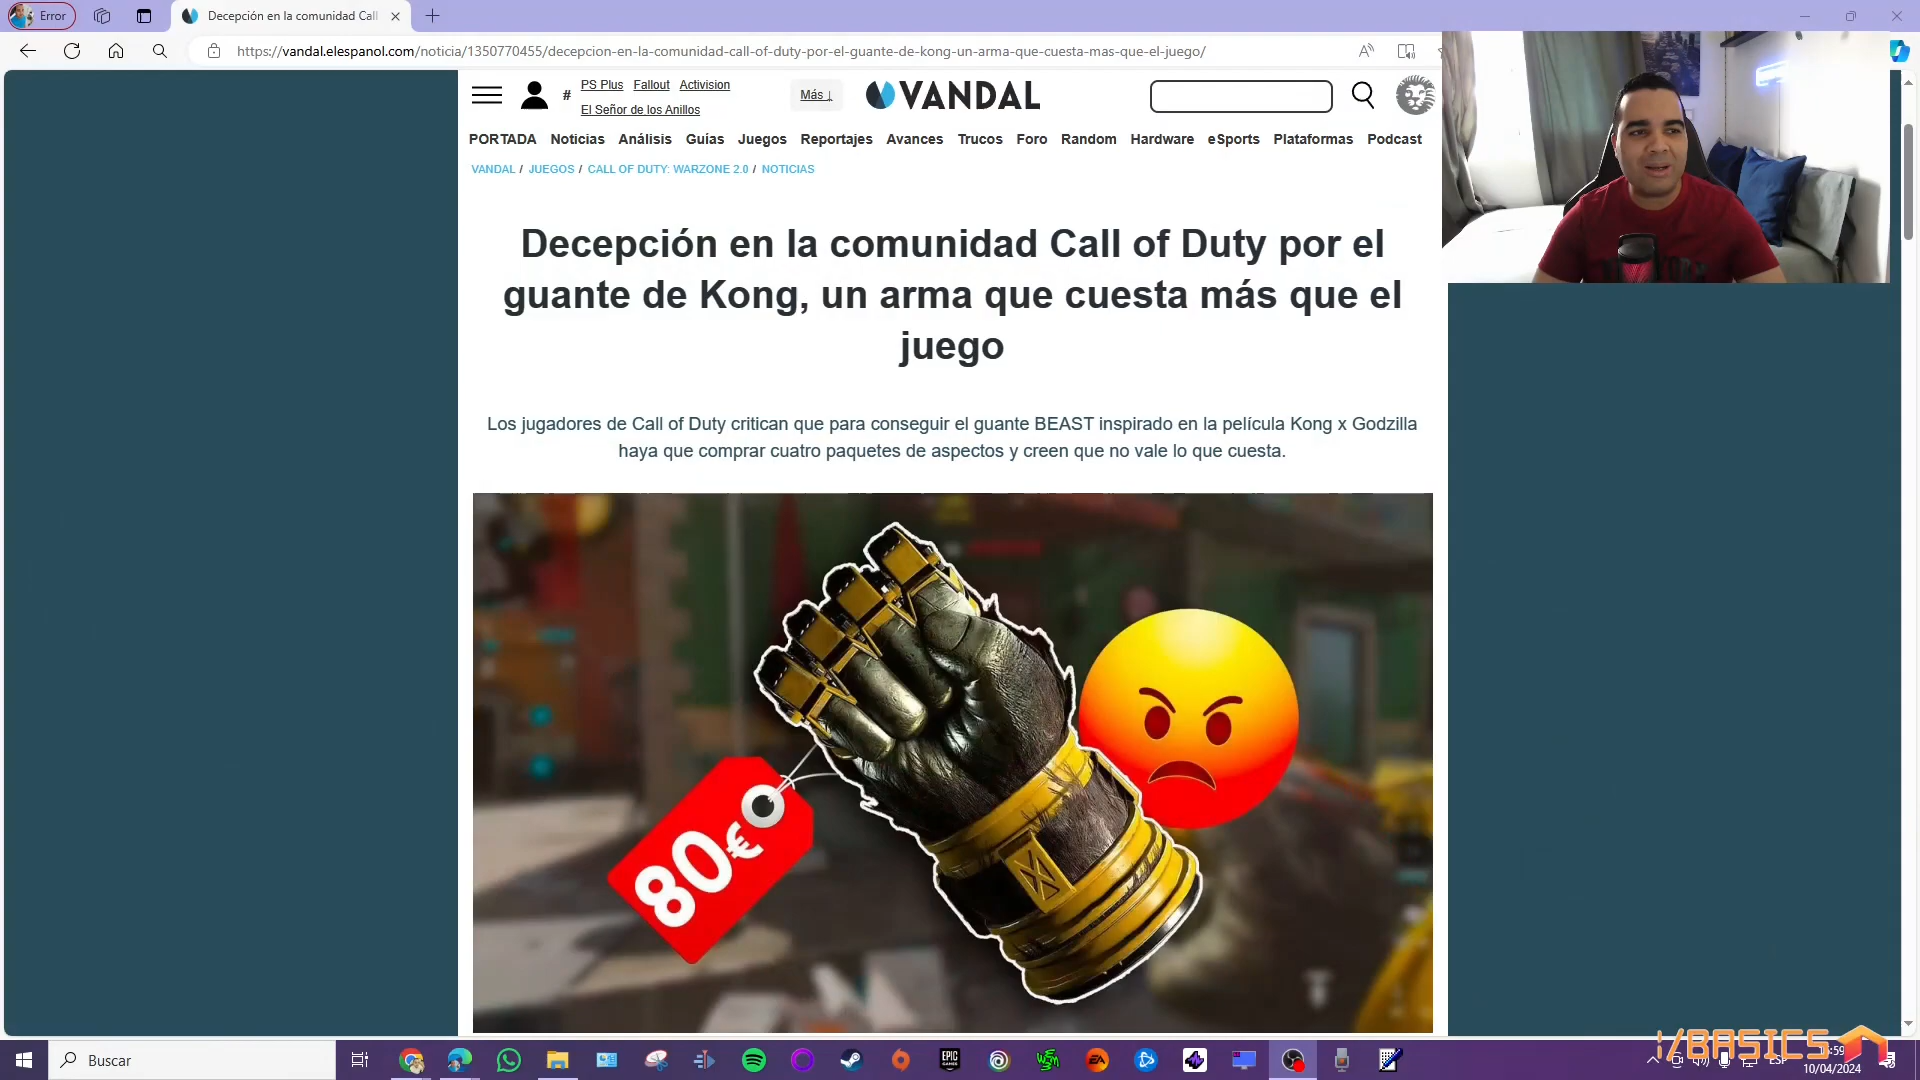 Error
Decepción en la comunidad Call
https://vandal.elespanol.com/noticia/1350770455/decepcion-en-la-comunidad-call-of-duty-por-el-guante-de-kong-un-arma-que-cuesta-mas-que-el-juego/
# PS Plus Fallout Activision
El Señor de los Anillos
Más ↓
VANDAL
PORTADA Noticias Análisis Guías Juegos Reportajes Avances Trucos Foro Random Hardware eSports Plataformas Podcast
VANDAL / JUEGOS / CALL OF DUTY: WARZONE 2.0 / NOTICIAS
Decepción en la comunidad Call of Duty por el
guante de Kong, un arma que cuesta más que el
juego
Los jugadores de Call of Duty critican que para conseguir el guante BEAST inspirado en la película Kong x Godzilla
haya que comprar cuatro paquetes de aspectos y creen que no vale lo que cuesta.
80€
Buscar
EPIC
GAMES
EA
:/BASICS
ESP
10/04/2024